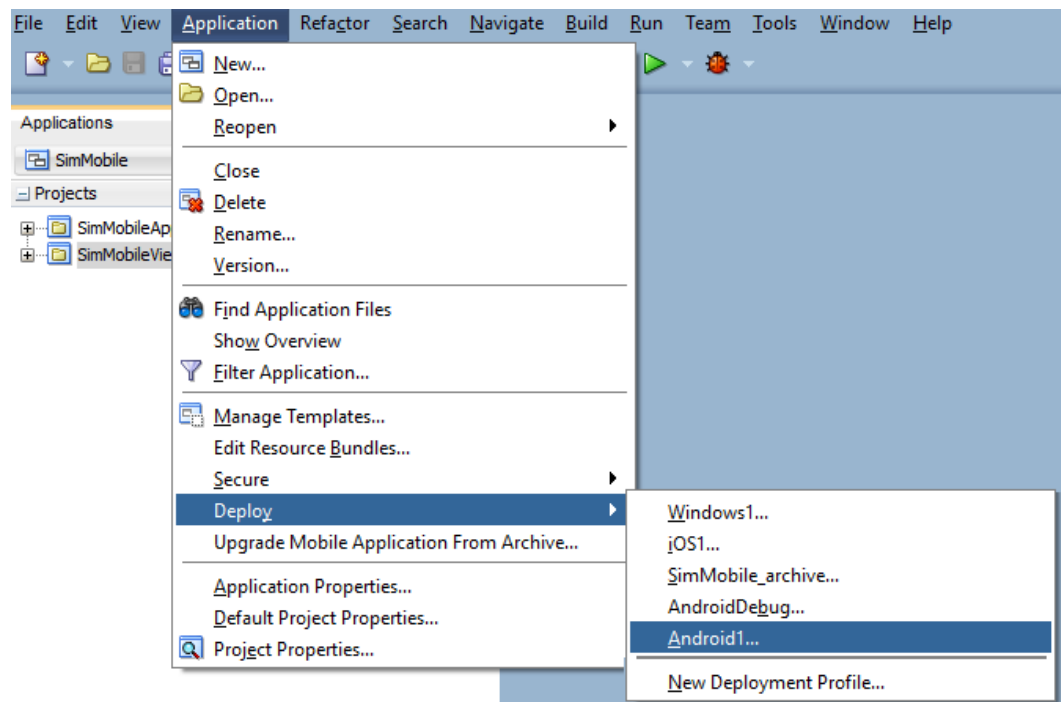 File Edit View Application Refactor Search Navigate Build Run Team Tools Window Help
Applications
SimMobile
Projects
SimMobileAp
SimMobileVie
New...
Open...
Reopen
Close
Delete
Rename...
Version...
Find Application Files
Show Overview
Filter Application...
Manage Templates...
Edit Resource Bundles...
Secure
Deploy
Upgrade Mobile Application From Archive...
Application Properties...
Default Project Properties...
Project Properties...
Windows1...
iOS1...
SimMobile_archive...
AndroidDebug...
Android1...
New Deployment Profile...